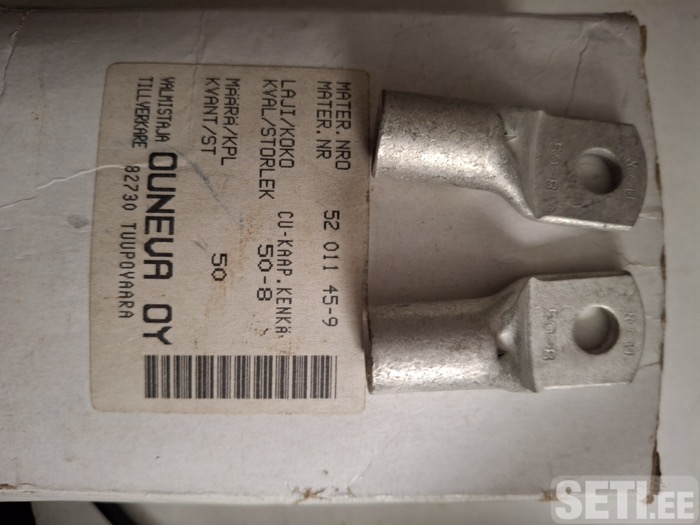 MATER.NRO 52 011 45-9
MATER.NR
LAJI/KOKO CU-KAAP.KENKÄ
KVAL/STORLEK 50-8
MÄÄRÄ/KPL 50
KVANT/ST
VALMISTAJA OUNEVA OY
TILLVERKARE 82730 TUUPOVAARA
50-8
50-8
SETI.ee